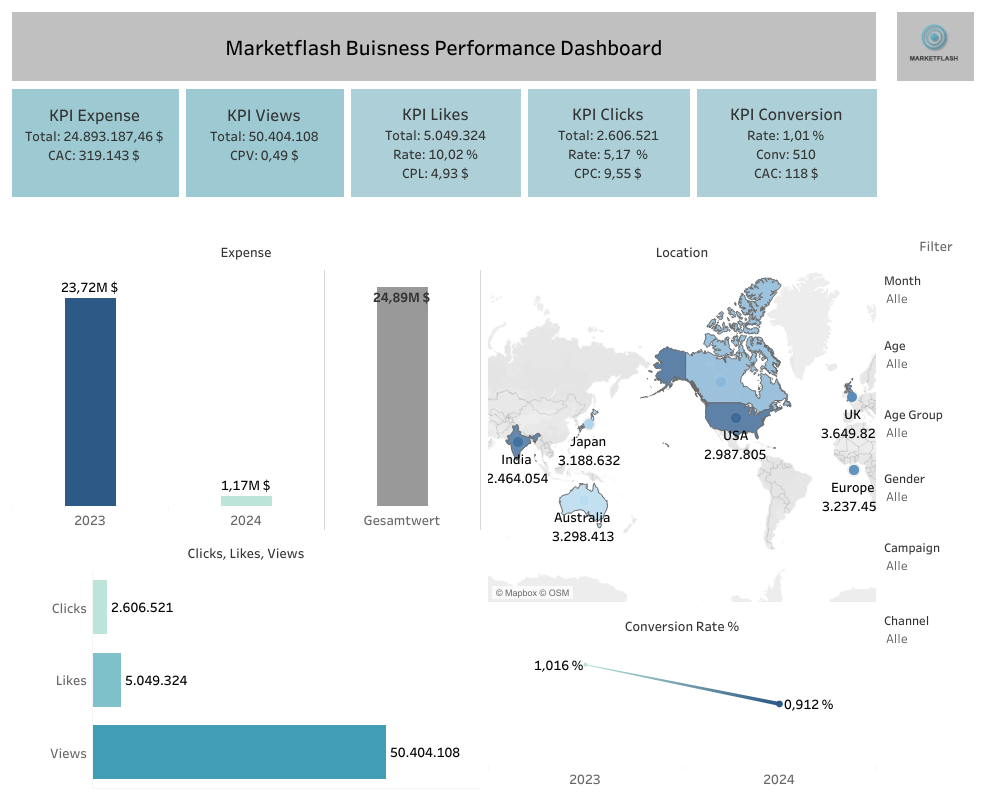 Marketflash Buisness Performance Dashboard
MARKETFLASH
KPI Expense
Total: 24.893.187,46 $
CAC: 319.143 $
KPI Views
Total: 50.404.108
CPV: 0,49 $
KPI Likes
Total: 5.049.324
Rate: 10,02 %
CPL: 4,93 $
KPI Clicks
Total: 2.606.521
Rate: 5,17 %
CPC: 9,55 $
KPI Conversion
Rate: 1,01 %
Conv: 510
CAC: 118 $
Expense
23,72M $
1,17M $
24,89M $
2023
2024
Gesamtwert
Location
USA
2.987.805
UK
3.649.82
Japan
3.188.632
India
2.464.054
Europe
3.237.45
Australia
3.298.413
© Mapbox © OSM
Filter
Month
Alle
Age
Alle
Age Group
Alle
Gender
Alle
Campaign
Alle
Channel
Alle
Clicks, Likes, Views
Clicks
2.606.521
Likes
5.049.324
Views
50.404.108
Conversion Rate %
1,016 %
0,912 %
2023
2024